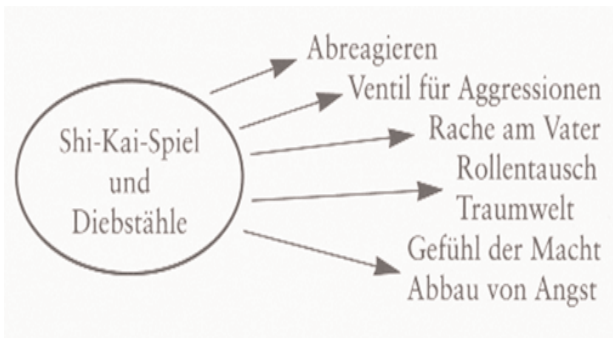 Abreagieren
Ventil für Aggressionen
Shi-Kai-Spiel
und
Diebstähle
Rache am Vater
Rollentausch
Traumwelt
Gefühl der Macht
Abbau von Angst